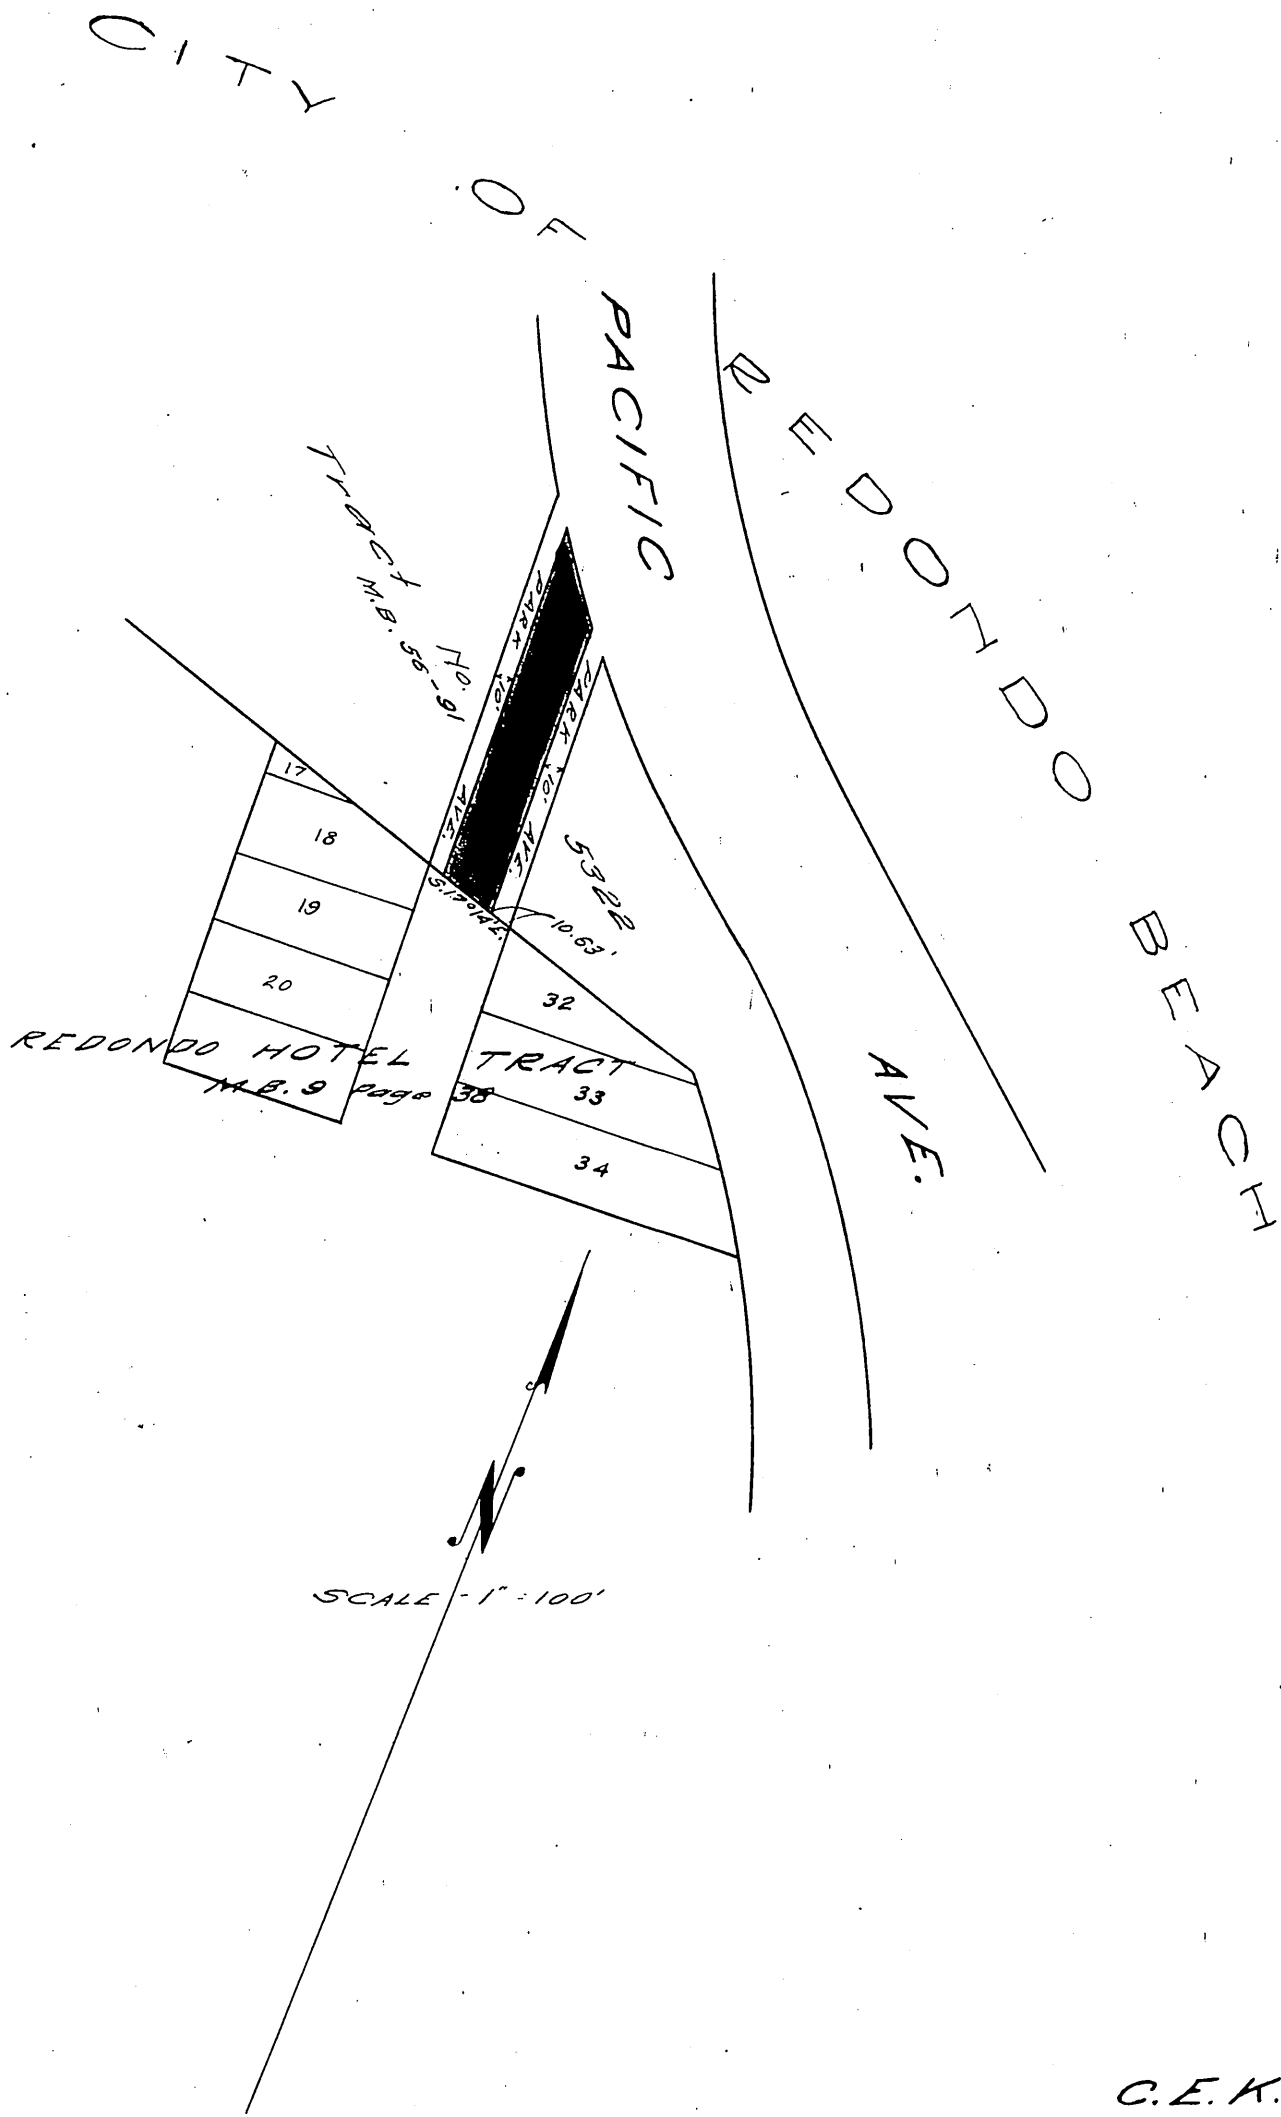 CITY OF REDONDO BEACH
PACIFIC AVE.
Tract No. 5322
M.B. 56-91
PARK AVE.
10'
PARK AVE.
10'
S.17°14'E.
10.63'
17
18
19
20
32
33
34
REDONDO HOTEL TRACT
M.B. 9 Page 38
SCALE - 1" = 100'
C.E.K.